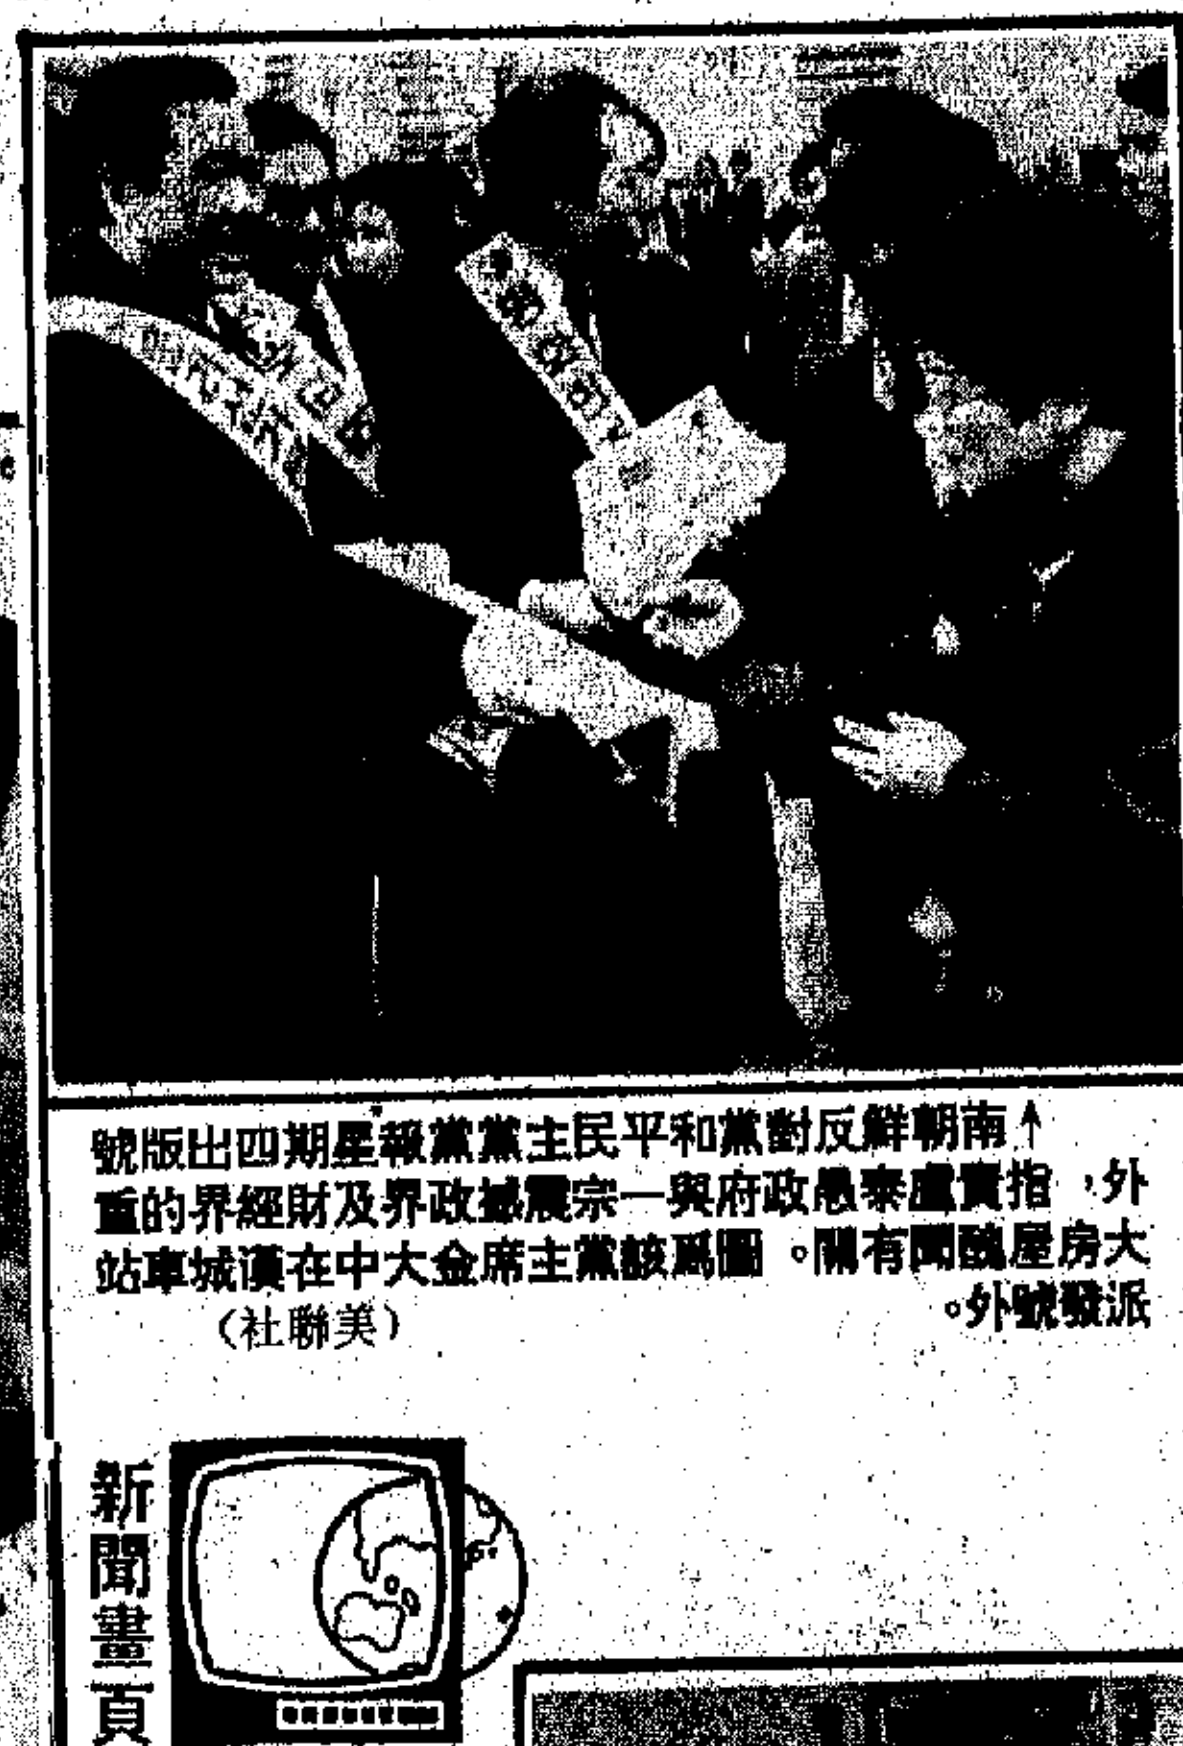 ↑南朝鮮反對黨和平民主黨黨報星期四出版號
外，指責盧泰愚政府與一宗震撼政界及財經界的重
大房屋醜聞有關。圖爲該黨主席金大中在漢城車站
派發號外。（美聯社）
新聞畫頁